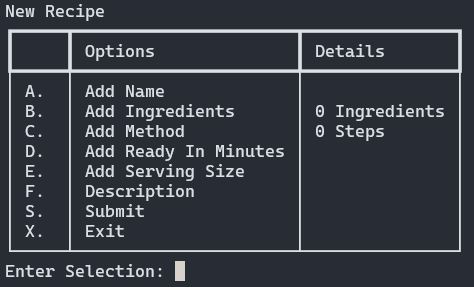 New Recipe
Options Details
A. Add Name
B. Add Ingredients 0 Ingredients
C. Add Method 0 Steps
D. Add Ready In Minutes
E. Add Serving Size
F. Description
S. Submit
X. Exit
Enter Selection: